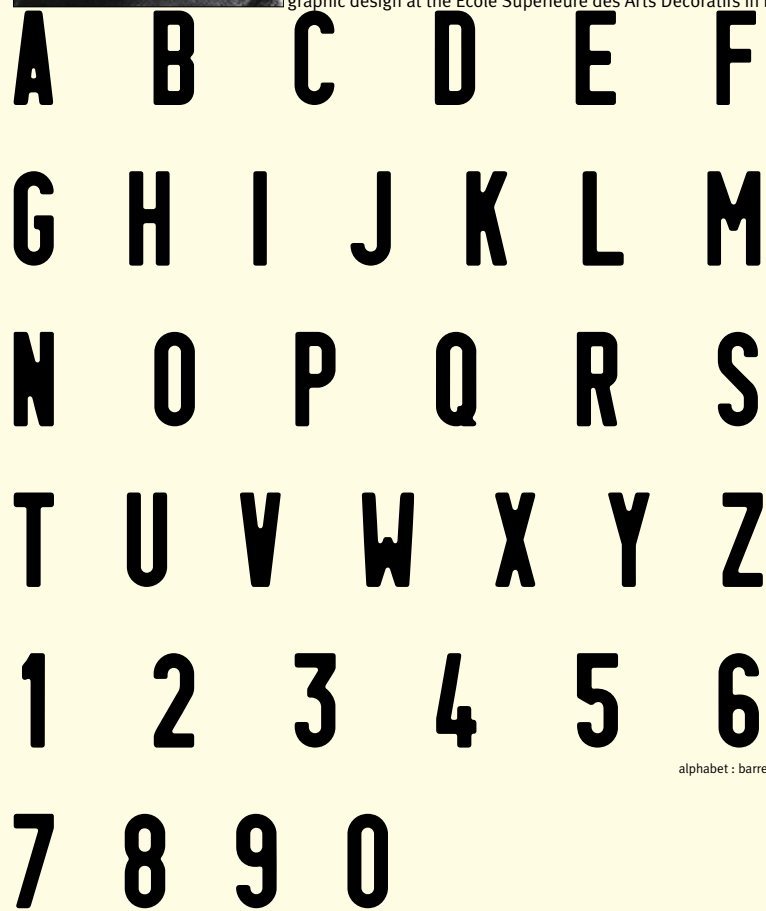 graphic design at the École Supérieure des Arts Décoratifs in
A B C D E F
G H I J K L M
N O P Q R S
T U V W X Y Z
1 2 3 4 5 6
alphabet : barre
7 8 9 0